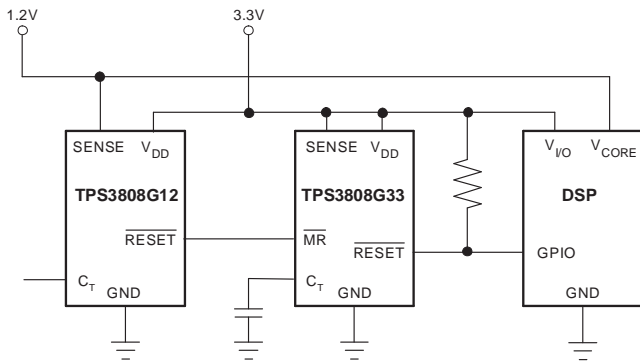 1.2V
3.3V
SENSE VDD
TPS3808G12
RESET
CT
GND
SENSE VDD
TPS3808G33
MR
RESET
CT
GND
VI/O VCORE
DSP
GPIO
GND